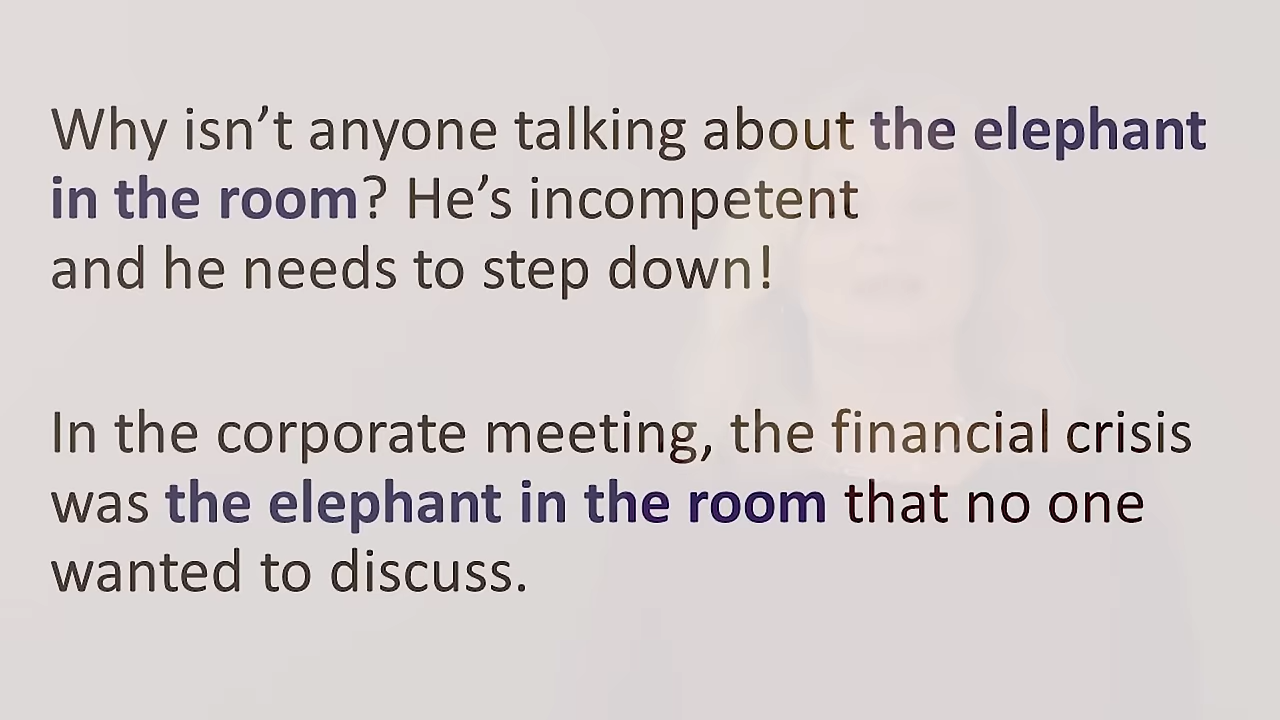 Why isn’t anyone talking about the elephant
in the room? He’s incompetent
and he needs to step down!
In the corporate meeting, the financial crisis
was the elephant in the room that no one
wanted to discuss.